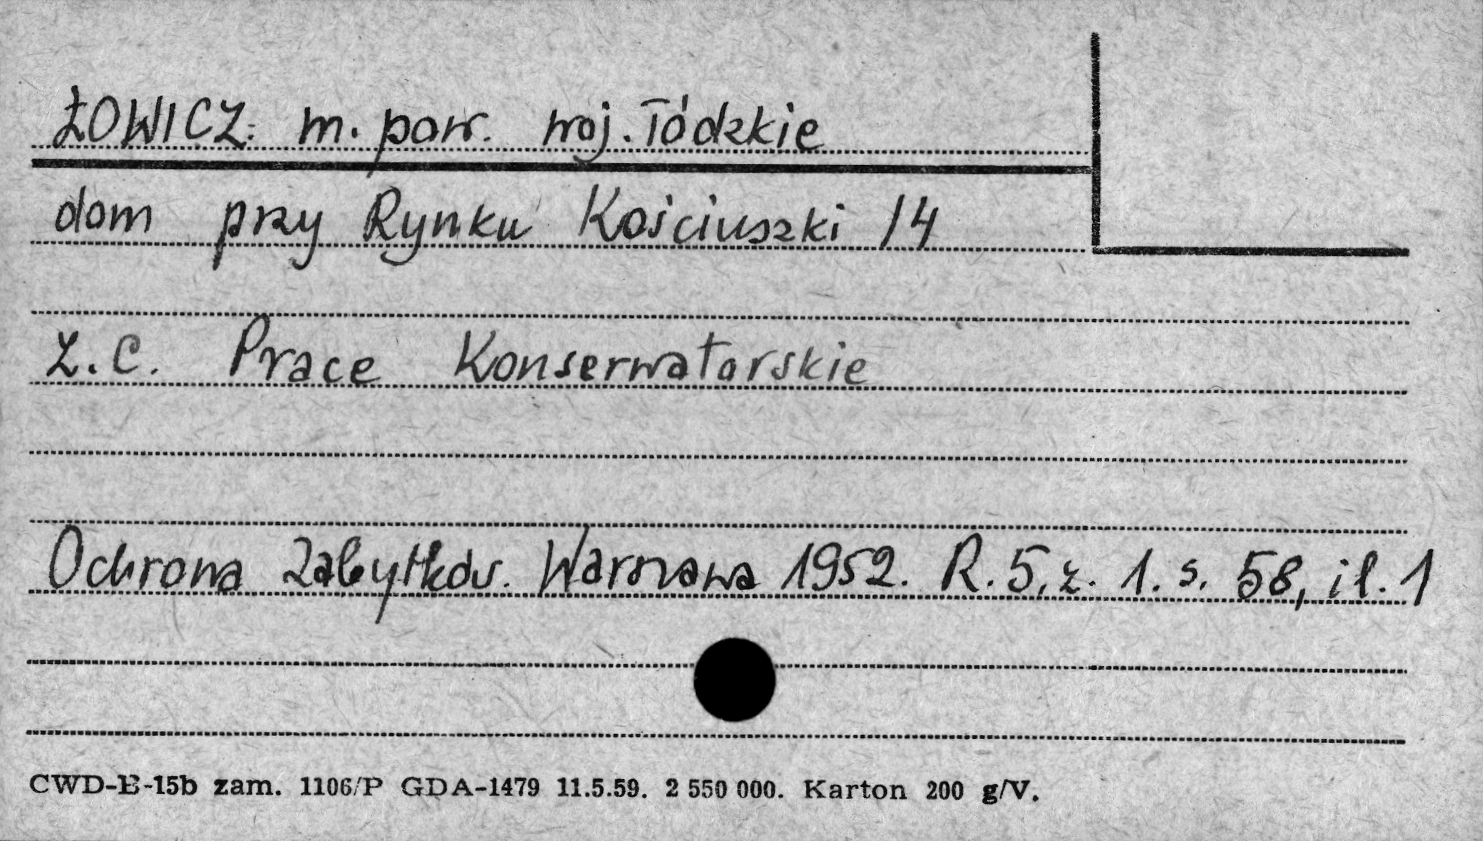 ŁOWICZ. m. pow. woj. łódzkie
dom przy Rynku Kościuszki 14
Z.C. Prace Konserwatorskie
Ochrona Zabytków. Warszawa 1952. R. 5, z. 1. s. 58, il. 1
CWD-E-15b zam. 1106/P GDA-1479 11.5.59. 2 550 000. Karton 200 g/V.